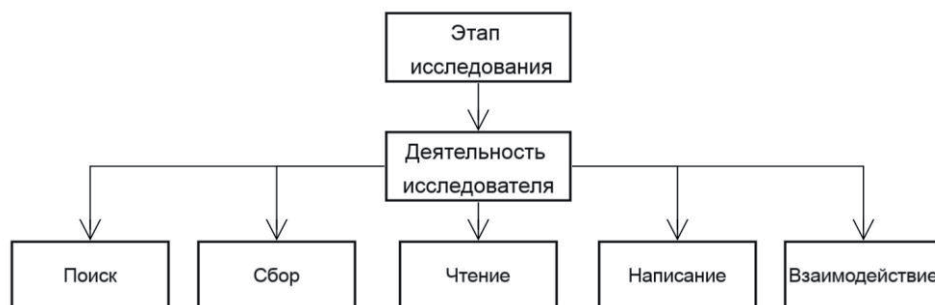 Этап
исследования
Деятельность
исследователя
Поиск
Сбор
Чтение
Написание
Взаимодействие